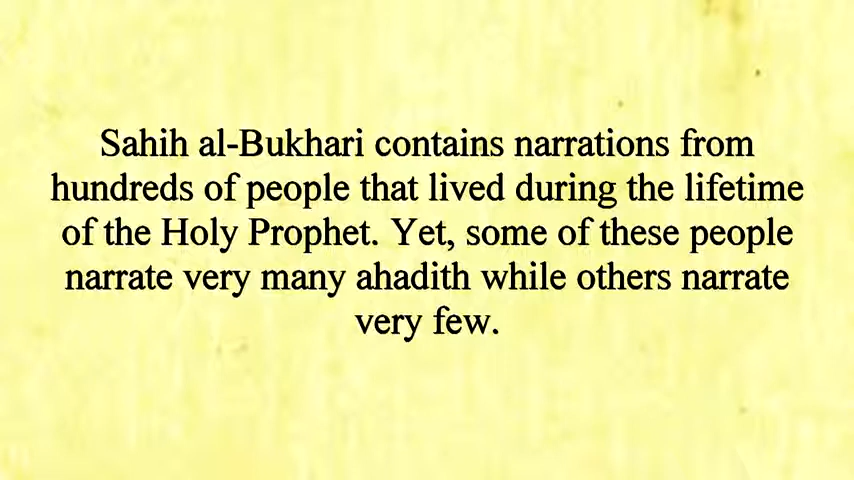 Sahih al-Bukhari contains narrations from
hundreds of people that lived during the lifetime
of the Holy Prophet. Yet, some of these people
narrate very many ahadith while others narrate
very few.